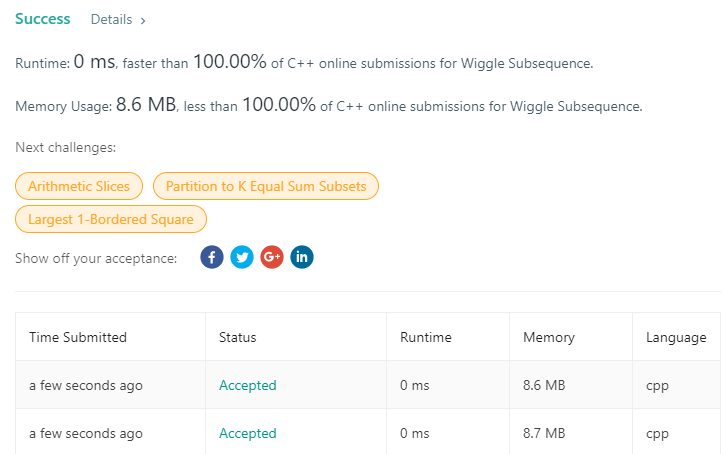 Success Details >
Runtime: 0 ms, faster than 100.00% of C++ online submissions for Wiggle Subsequence.
Memory Usage: 8.6 MB, less than 100.00% of C++ online submissions for Wiggle Subsequence.
Next challenges:
Arithmetic Slices Partition to K Equal Sum Subsets
Largest 1-Bordered Square
Show off your acceptance: f G+ in
Time Submitted Status Runtime Memory Language
a few seconds ago Accepted 0 ms 8.6 MB cpp
a few seconds ago Accepted 0 ms 8.7 MB cpp